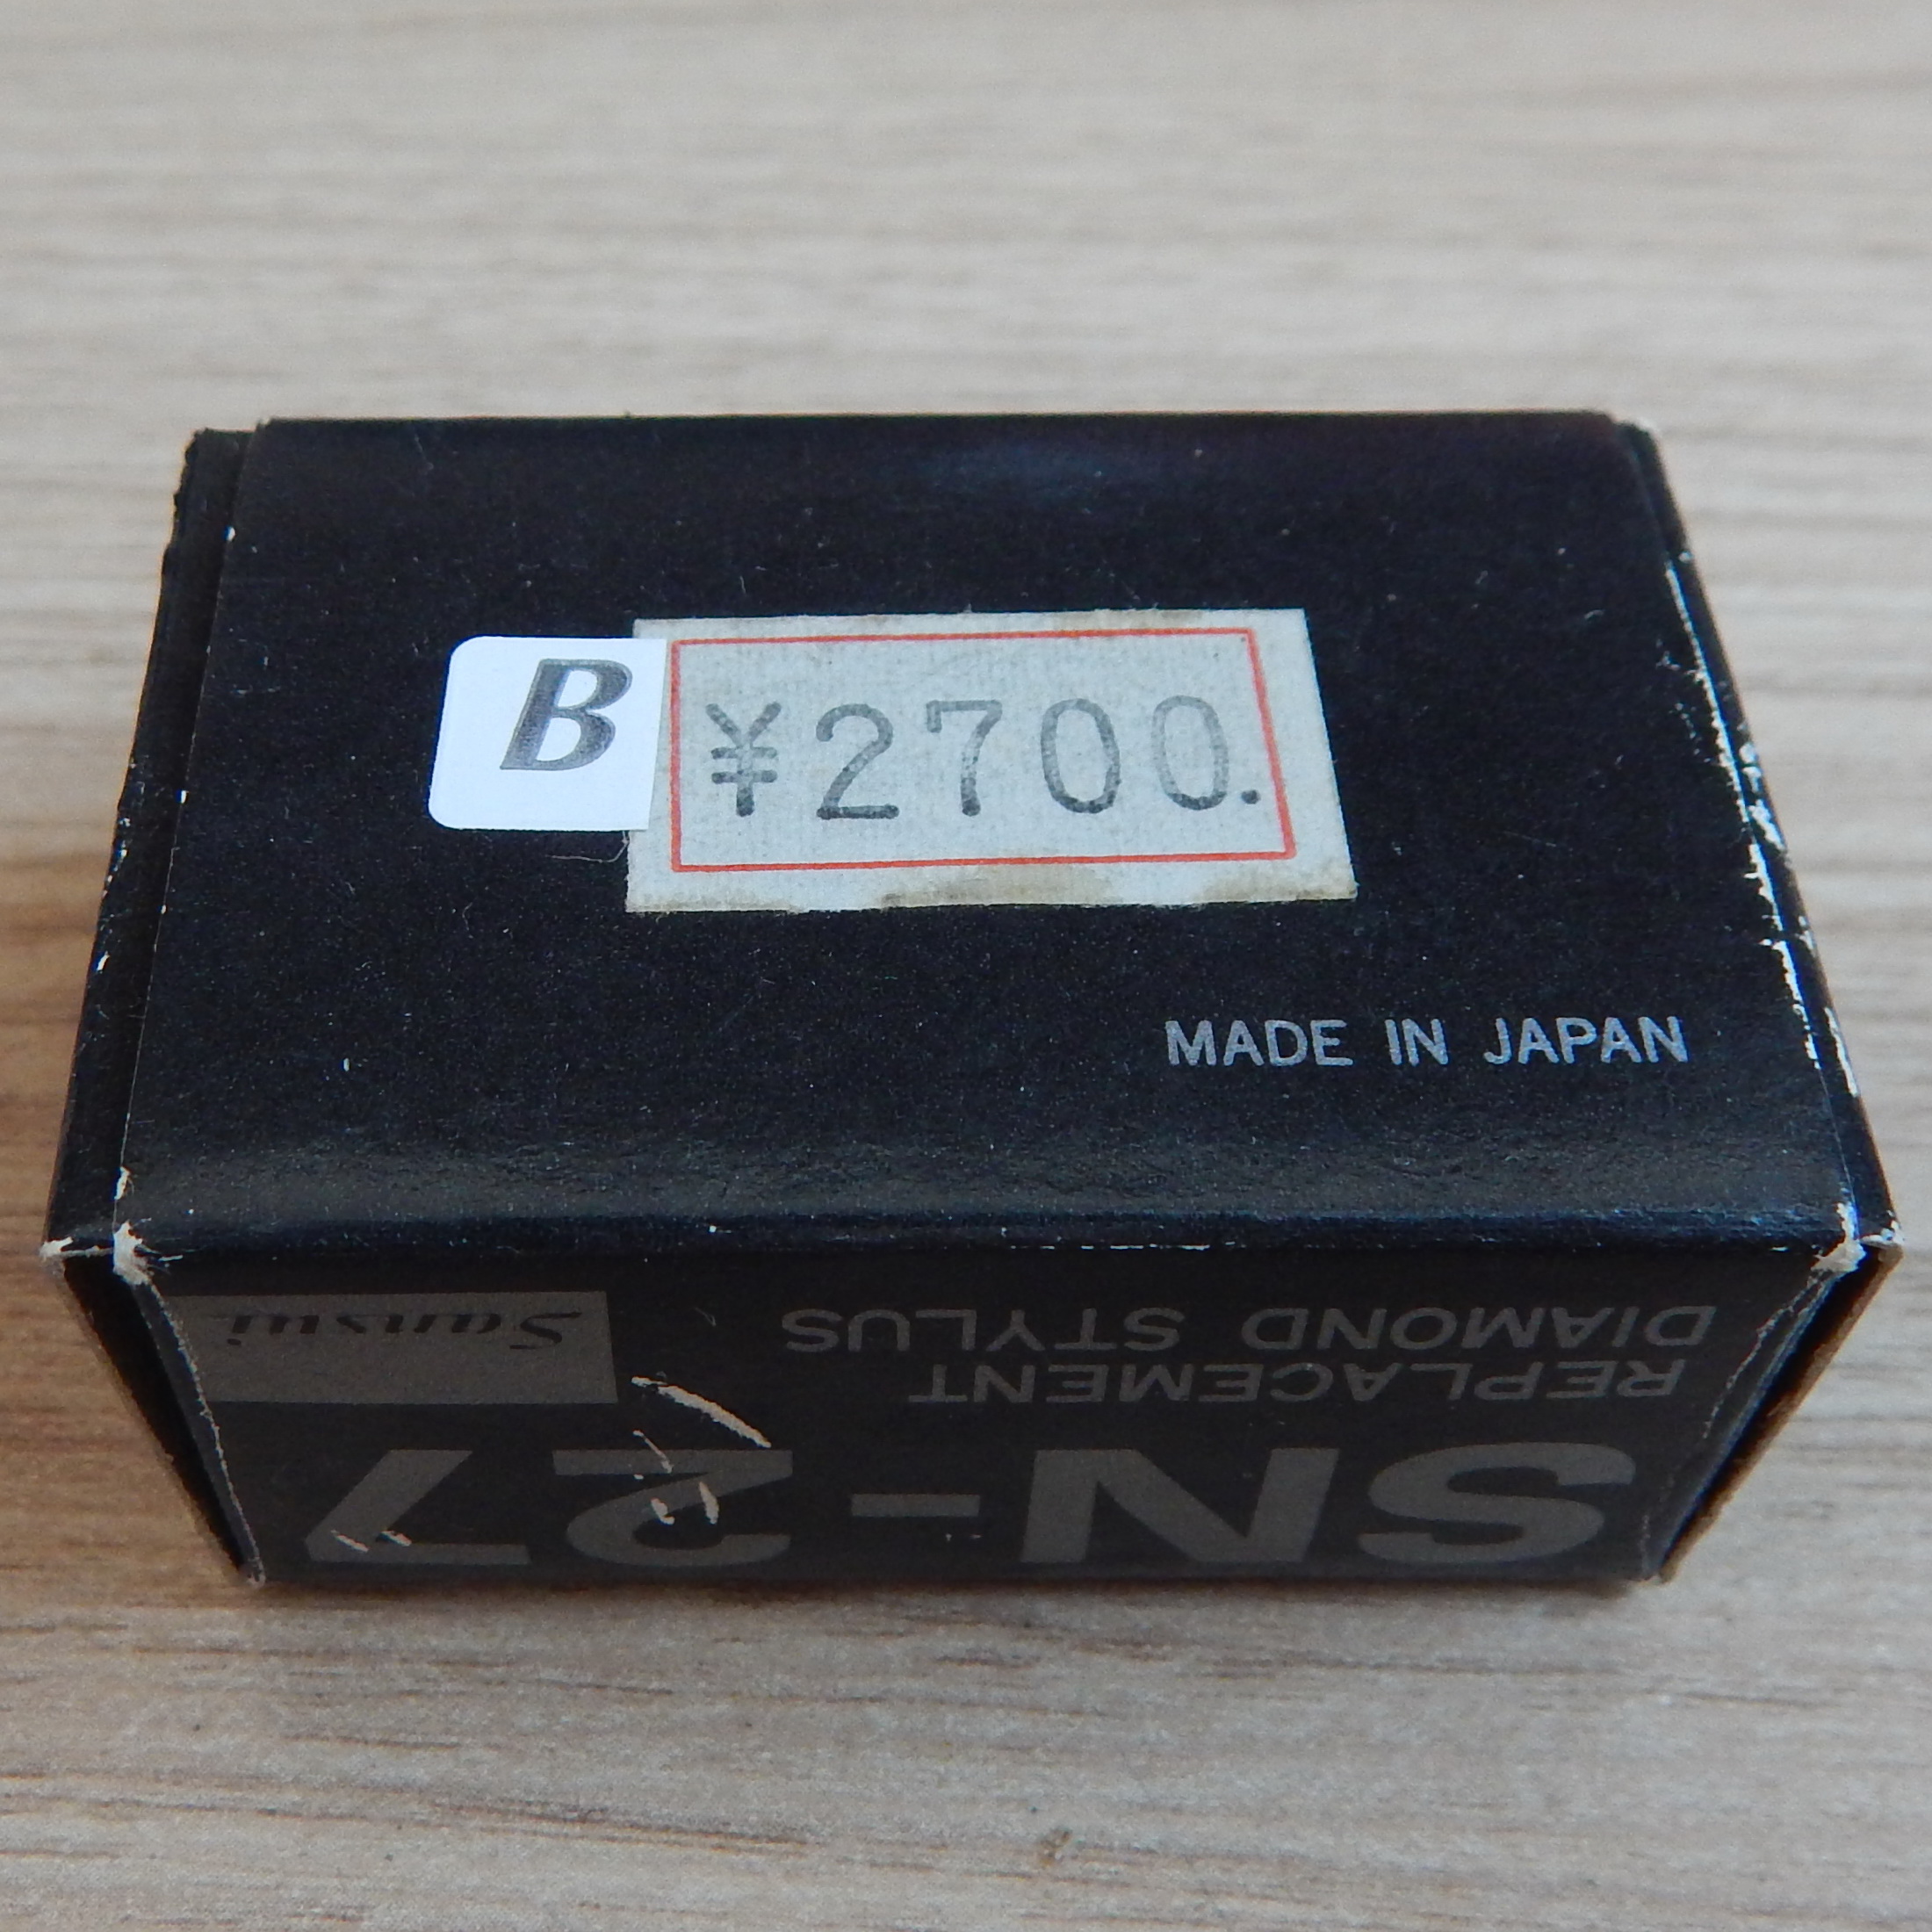 B
¥2700.
MADE IN JAPAN
SN-27
REPLACEMENT
DIAMOND STYLUS
Sansui